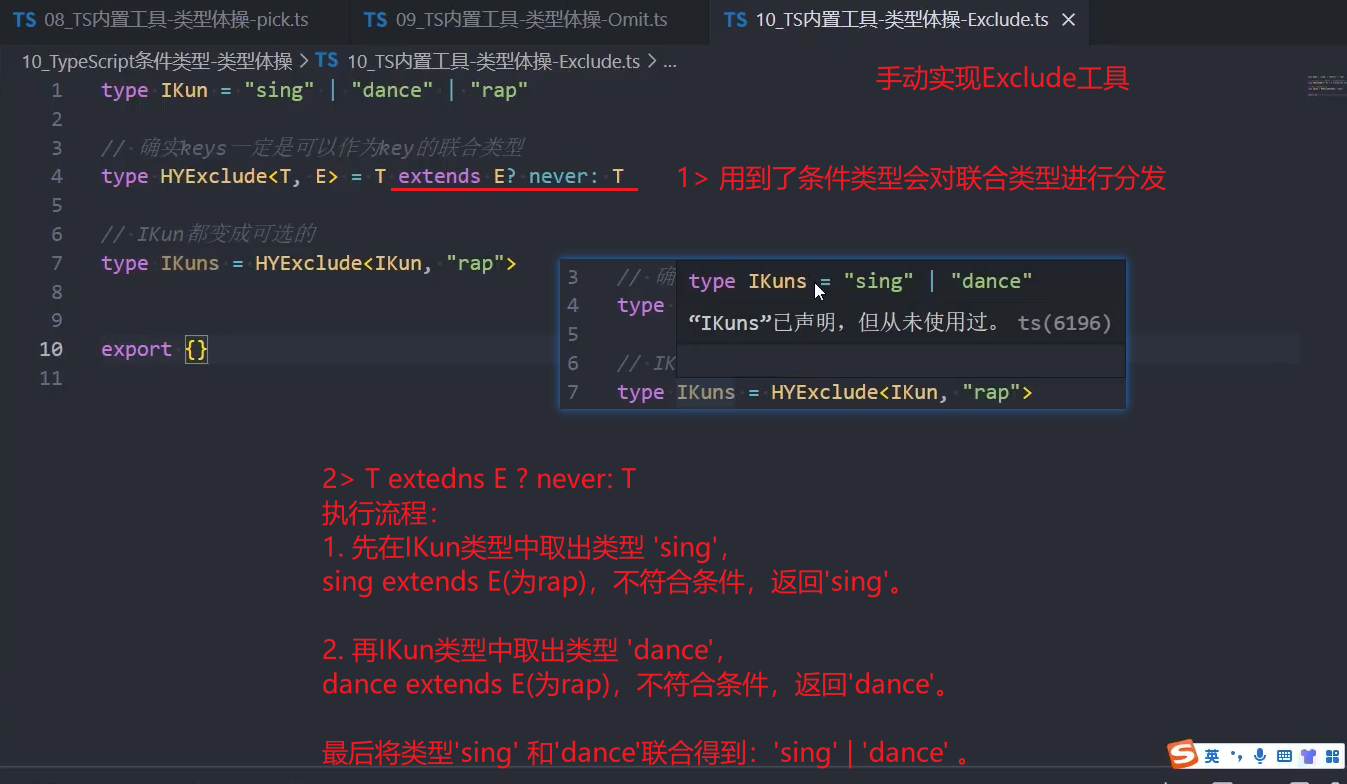 TS 08_TS内置工具-类型体操-pick.ts
TS 09_TS内置工具-类型体操-Omit.ts
TS 10_TS内置工具-类型体操-Exclude.ts ×
10_TypeScript条件类型-类型体操 > TS 10_TS内置工具-类型体操-Exclude.ts > ...
手动实现Exclude工具
1 type IKun = "sing" | "dance" | "rap"
2
3 // 确实keys一定是可以作为key的联合类型
4 type HYExclude<T, E> = T extends E? never: T
1> 用到了条件类型会对联合类型进行分发
5
6 // IKun都变成可选的
7 type IKuns = HYExclude<IKun, "rap">
8
9
10 export {}
11
3 // 确
type IKuns = "sing" | "dance"
4 type
“IKuns”已声明，但从未使用过。 ts(6196)
5
6 // IK
7 type IKuns = HYExclude<IKun, "rap">
2> T extedns E ? never: T
执行流程：
1. 先在IKun类型中取出类型 'sing'，
sing extends E(为rap)，不符合条件，返回'sing'。
2. 再IKun类型中取出类型 'dance'，
dance extends E(为rap)，不符合条件，返回'dance'。
最后将类型'sing' 和'dance'联合得到：'sing' | 'dance' 。
S 英